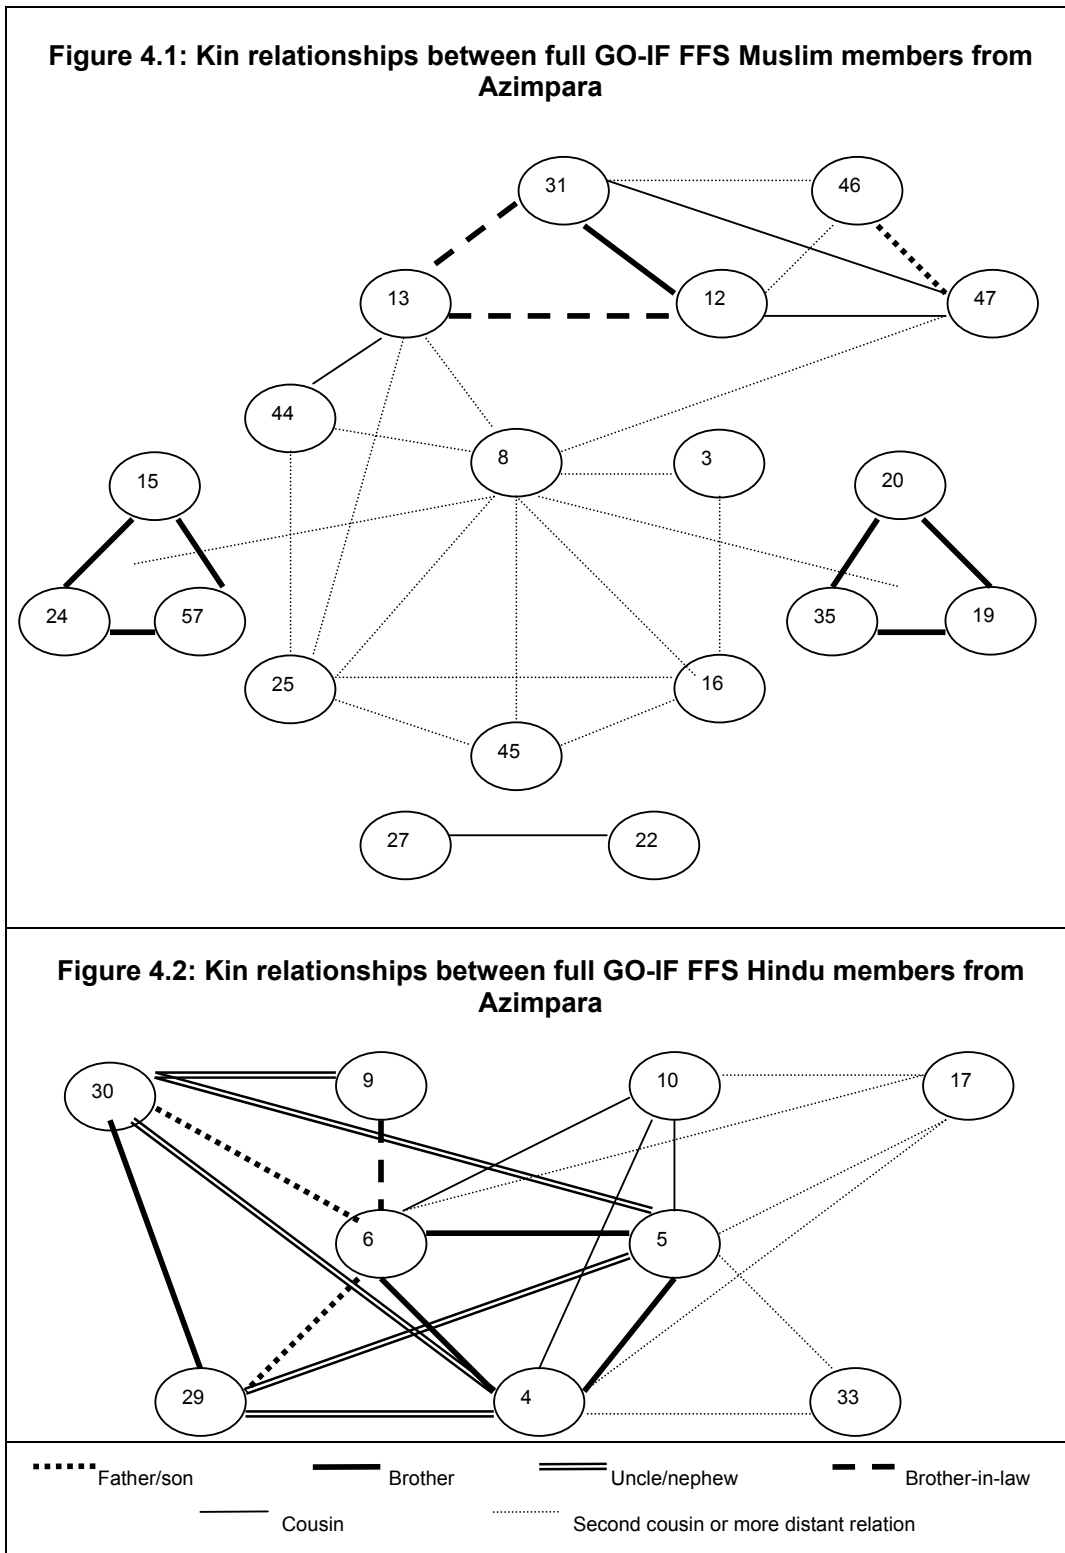 Figure 4.1: Kin relationships between full GO-IF FFS Muslim members from
Azimpara
31
46
13
12
47
44
8
3
15
20
24
57
35
19
25
16
45
27
22
Figure 4.2: Kin relationships between full GO-IF FFS Hindu members from
Azimpara
30
9
10
17
6
5
29
4
33
Father/son
Brother
Uncle/nephew
Brother-in-law
Cousin
Second cousin or more distant relation